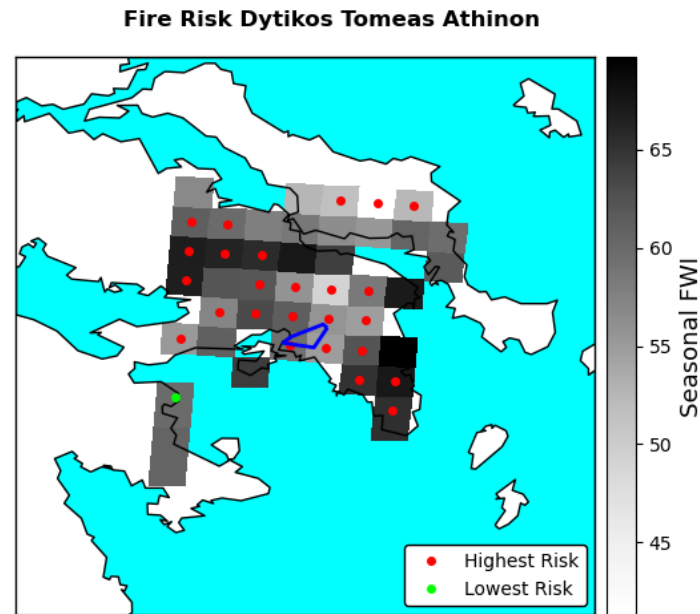 Fire Risk Dytikos Tomeas Athinon
65
60
55
50
45
Seasonal FWI
Highest Risk
Lowest Risk